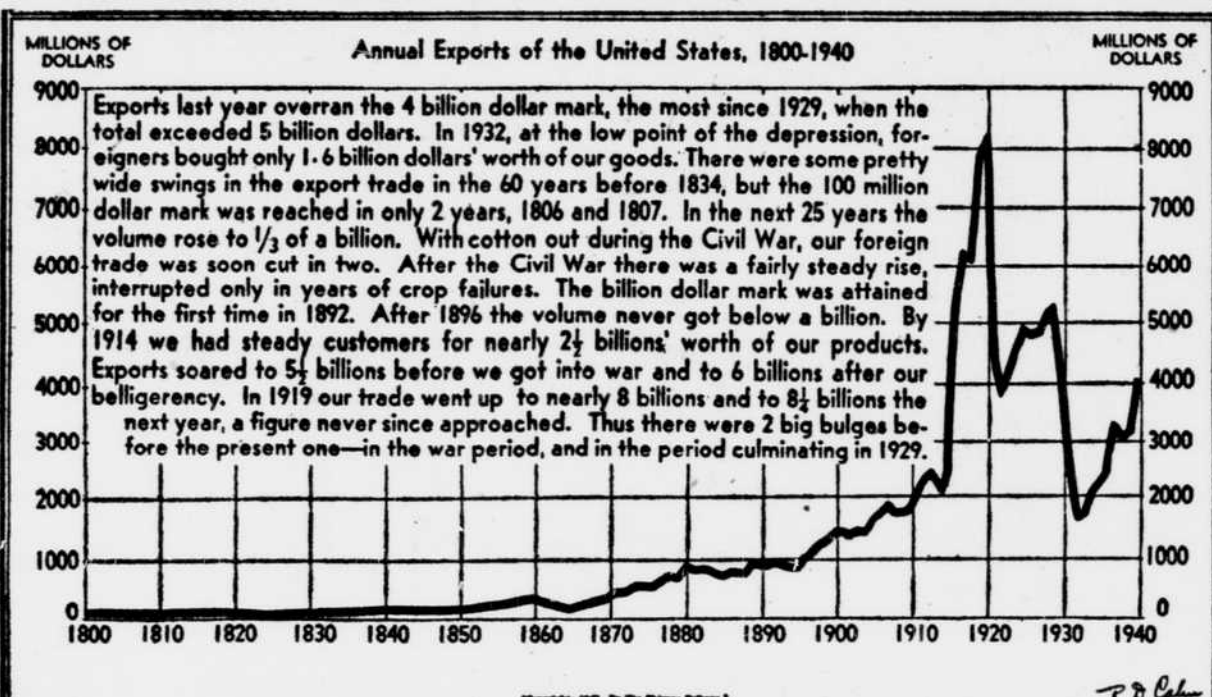 MILLIONS OF
DOLLARS
Annual Exports of the United States, 1800-1940
MILLIONS OF
DOLLARS
9000
8000
7000
6000
5000
4000
3000
2000
1000
0
Exports last year overran the 4 billion dollar mark, the most since 1929, when the
total exceeded 5 billion dollars. In 1932, at the low point of the depression, for-
eigners bought only 1·6 billion dollars' worth of our goods. There were some pretty
wide swings in the export trade in the 60 years before 1834, but the 100 million
dollar mark was reached in only 2 years, 1806 and 1807. In the next 25 years the
volume rose to 1/3 of a billion. With cotton out during the Civil War, our foreign
trade was soon cut in two. After the Civil War there was a fairly steady rise,
interrupted only in years of crop failures. The billion dollar mark was attained
for the first time in 1892. After 1896 the volume never got below a billion. By
1914 we had steady customers for nearly 2½ billions' worth of our products.
Exports soared to 5½ billions before we got into war and to 6 billions after our
belligerency. In 1919 our trade went up to nearly 8 billions and to 8¼ billions the
next year, a figure never since approached. Thus there were 2 big bulges be-
fore the present one—in the war period, and in the period culminating in 1929.
9000
8000
7000
6000
5000
4000
3000
2000
1000
0
1800 1810 1820 1830 1840 1850 1860 1870 1880 1890 1900 1910 1920 1930 1940